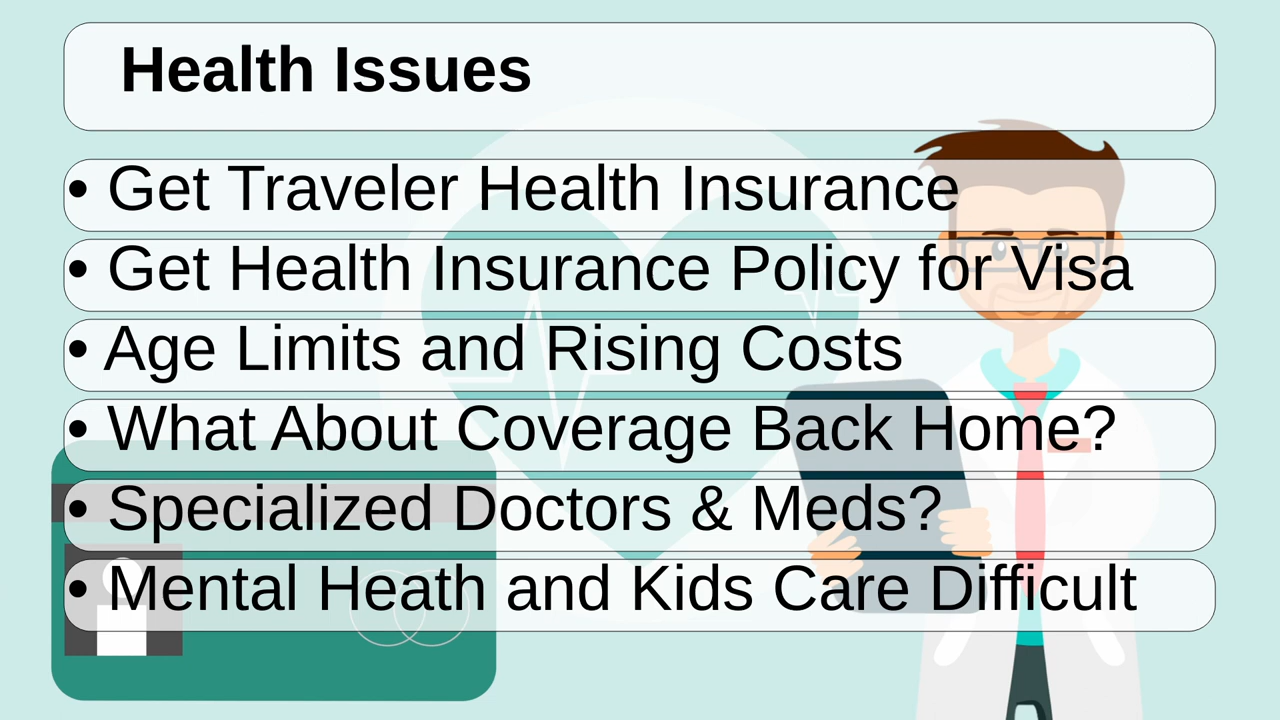 Health Issues
• Get Traveler Health Insurance
• Get Health Insurance Policy for Visa
• Age Limits and Rising Costs
• What About Coverage Back Home?
• Specialized Doctors & Meds?
• Mental Heath and Kids Care Difficult